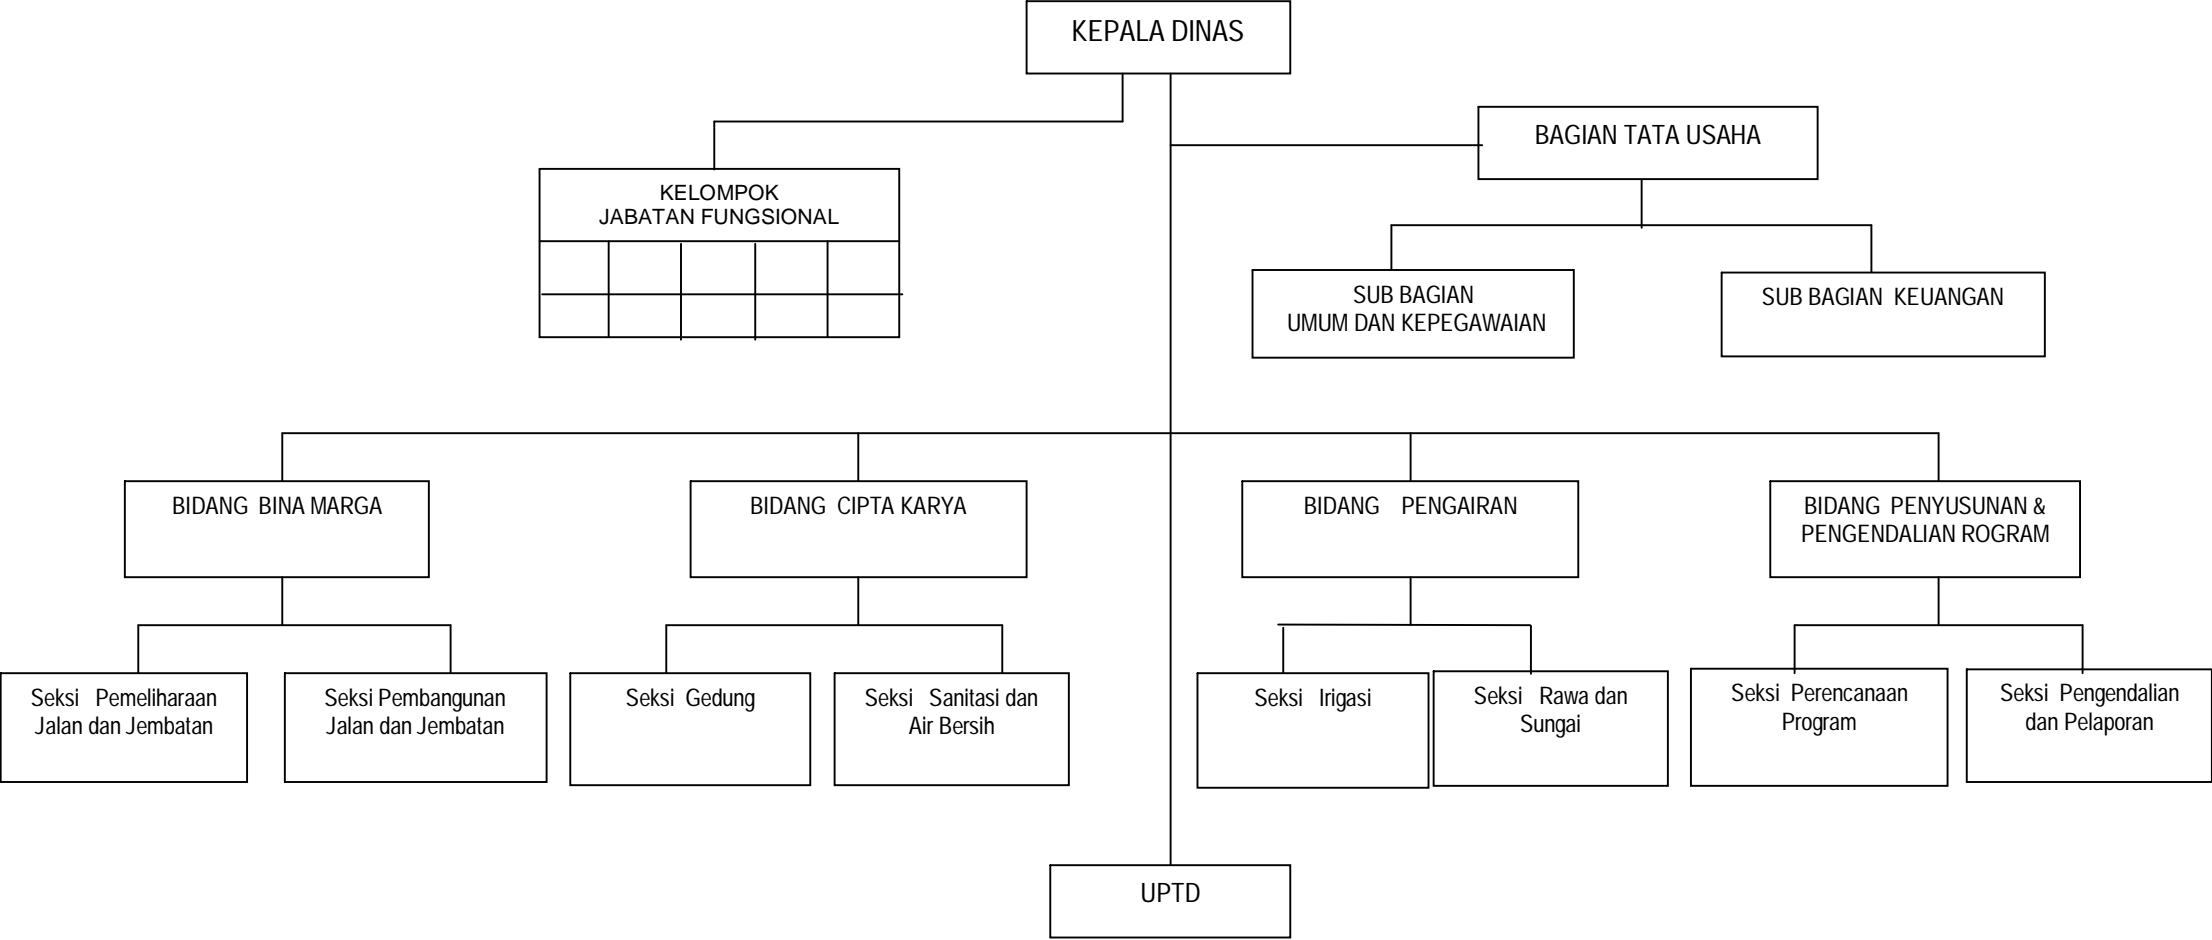 KEPALA DINAS
BAGIAN TATA USAHA
KELOMPOK
JABATAN FUNGSIONAL
SUB BAGIAN
UMUM DAN KEPEGAWAIAN
SUB BAGIAN KEUANGAN
BIDANG BINA MARGA
BIDANG CIPTA KARYA
BIDANG PENGAIRAN
BIDANG PENYUSUNAN &
PENGENDALIAN ROGRAM
Seksi Pemeliharaan
Jalan dan Jembatan
Seksi Pembangunan
Jalan dan Jembatan
Seksi Gedung
Seksi Sanitasi dan
Air Bersih
Seksi Irigasi
Seksi Rawa dan
Sungai
Seksi Perencanaan
Program
Seksi Pengendalian
dan Pelaporan
UPTD